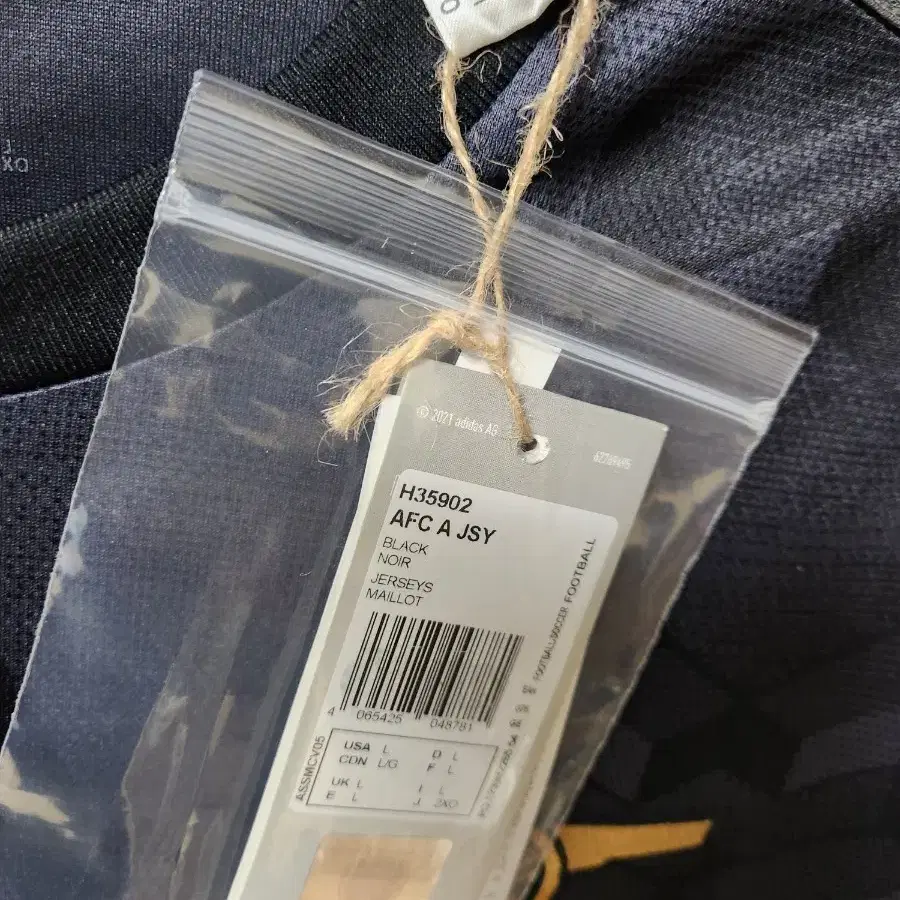 © 2021 adidas AG
H35902
AFC A JSY
BLACK
NOIR
JERSEYS
MAILLOT
FOOTBALL/SOCCER FOOTBALL
4 065425 048781
ASSMCV05
USA L D L
CDN L/G F L
UK L I L
E L J 2XO